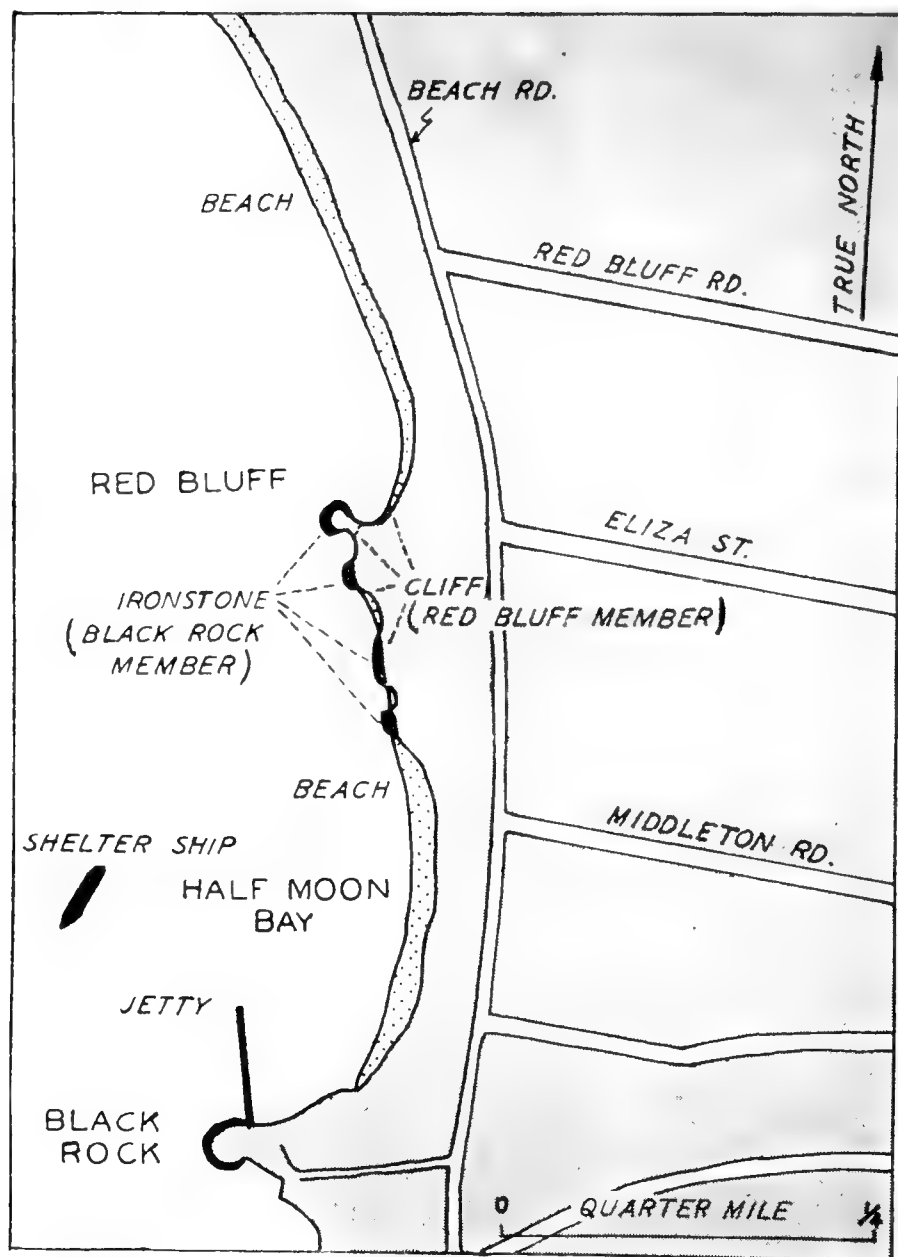 BEACH RD.
BEACH
RED BLUFF RD.
TRUE NORTH
RED BLUFF
ELIZA ST.
IRONSTONE
(BLACK ROCK
MEMBER)
CLIFF
(RED BLUFF MEMBER)
BEACH
MIDDLETON RD.
SHELTER SHIP
HALF MOON
BAY
JETTY
BLACK
ROCK
0 QUARTER MILE ¼